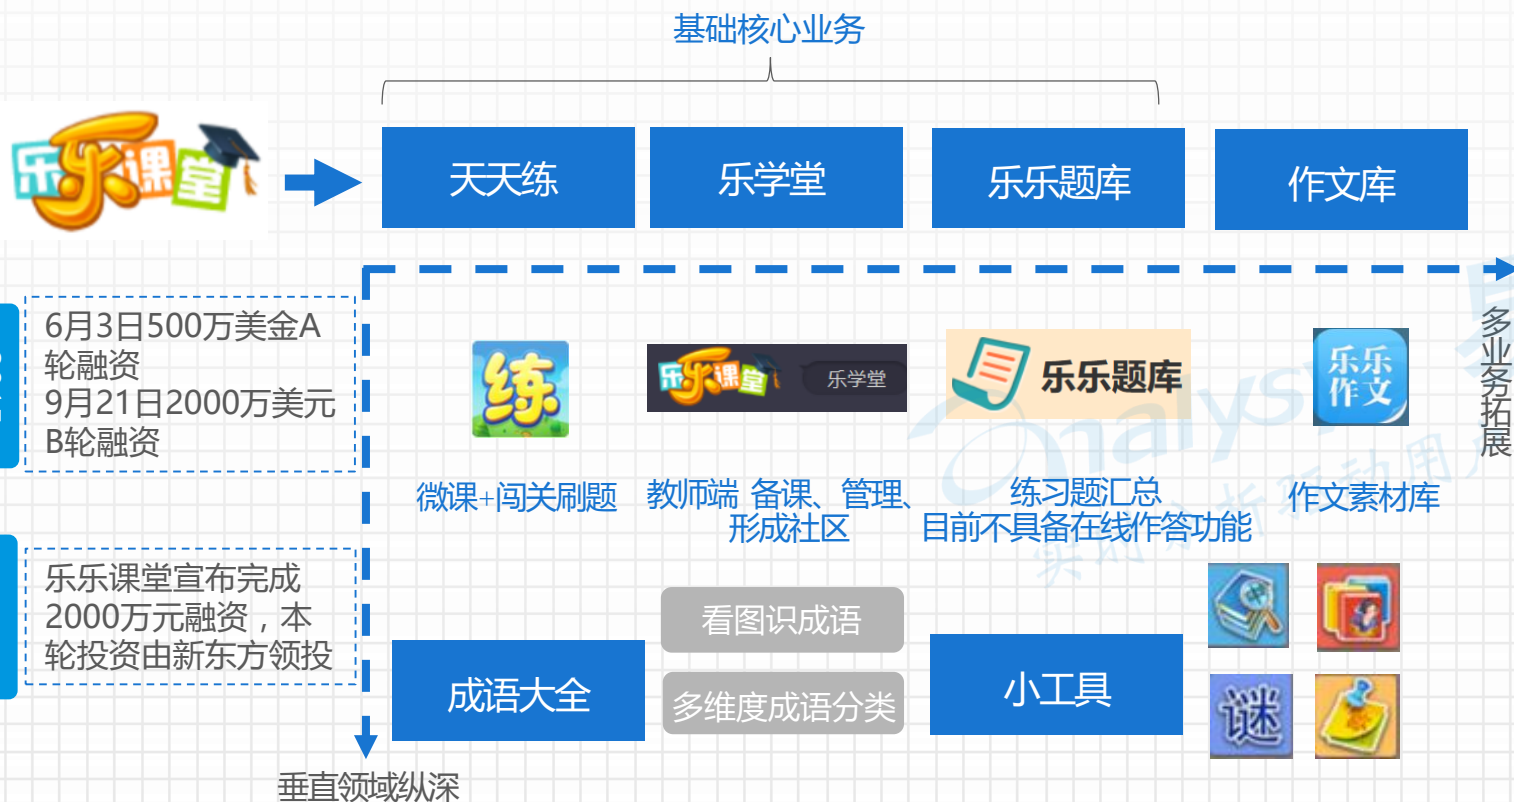 基础核心业务
乐乐课堂
天天练
乐学堂
乐乐题库
作文库
6月3日500万美金A
轮融资
9月21日2000万美元
B轮融资
练
乐乐课堂
乐学堂
乐乐题库
乐乐
作文
多业务拓展
微课+闯关刷题
教师端 备课、管理、
形成社区
练习题汇总
目前不具备在线作答功能
作文素材库
乐乐课堂宣布完成
2000万元融资，本
轮投资由新东方领投
看图识成语
多维度成语分类
成语大全
小工具
谜
垂直领域纵深